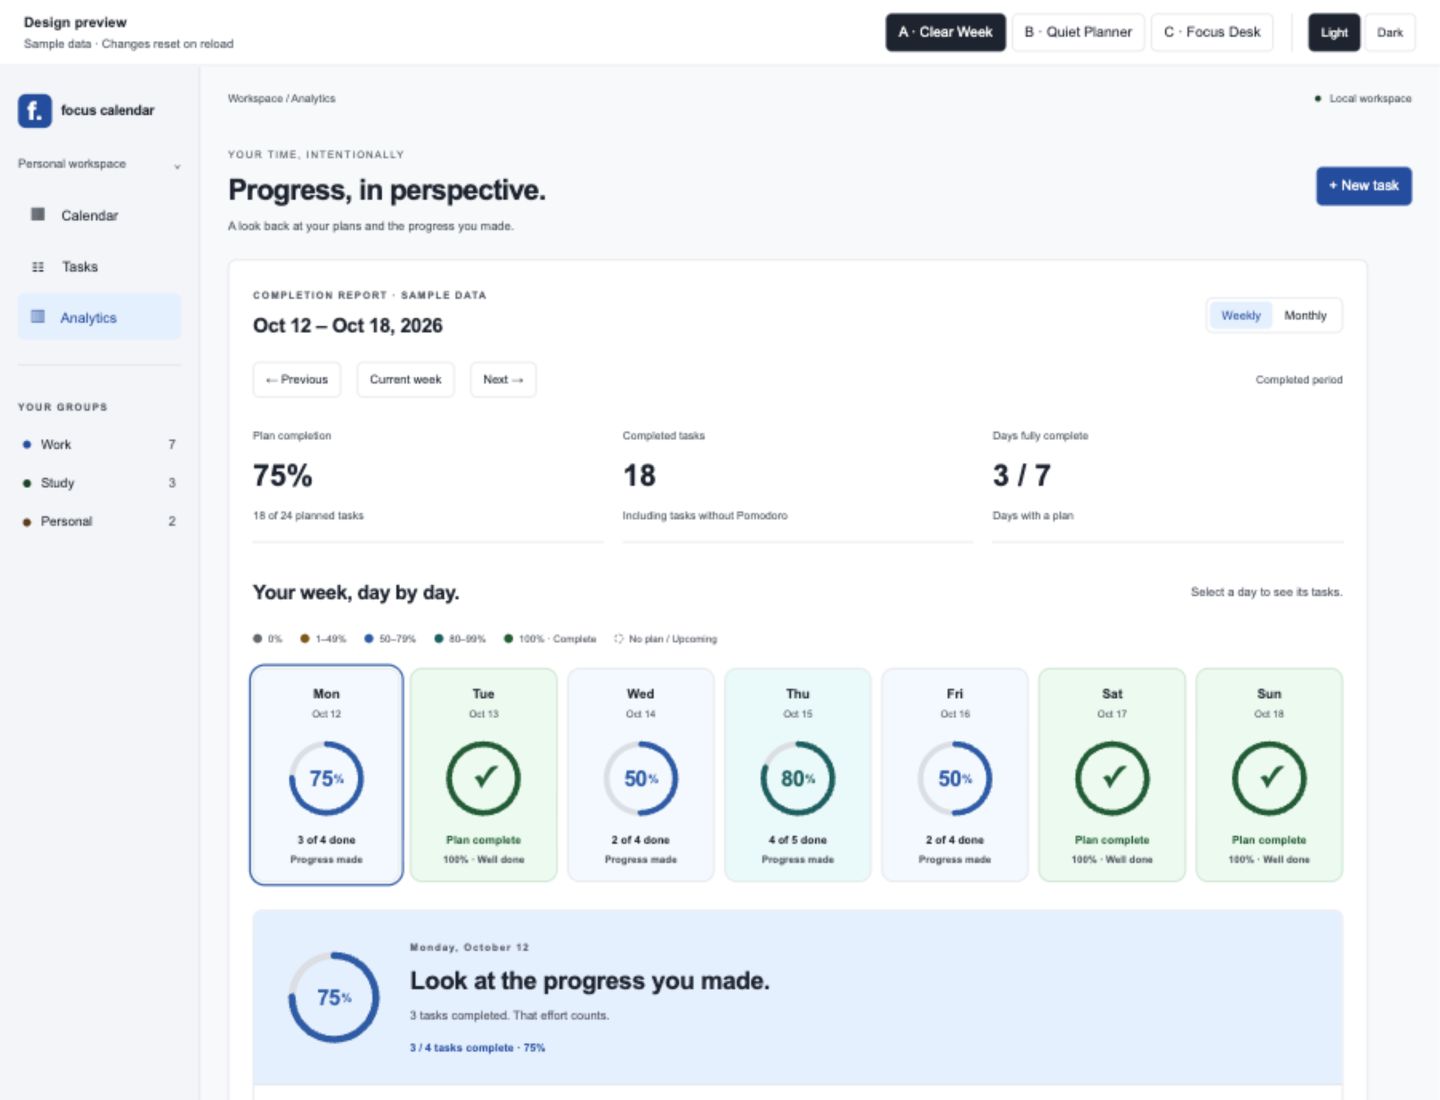 Design preview
Sample data · Changes reset on reload
A · Clear Week
B · Quiet Planner
C · Focus Desk
Light
Dark
f.
focus calendar
Personal workspace
Calendar
Tasks
Analytics
YOUR GROUPS
Work 7
Study 3
Personal 2
Workspace / Analytics
Local workspace
YOUR TIME, INTENTIONALLY
Progress, in perspective.
A look back at your plans and the progress you made.
+ New task
COMPLETION REPORT · SAMPLE DATA
Oct 12 – Oct 18, 2026
Weekly
Monthly
← Previous
Current week
Next →
Completed period
Plan completion
75%
18 of 24 planned tasks
Completed tasks
18
Including tasks without Pomodoro
Days fully complete
3 / 7
Days with a plan
Your week, day by day.
Select a day to see its tasks.
0%
1–49%
50–79%
80–99%
100% · Complete
No plan / Upcoming
Mon
Oct 12
75%
3 of 4 done
Progress made
Tue
Oct 13
✓
Plan complete
100% · Well done
Wed
Oct 14
50%
2 of 4 done
Progress made
Thu
Oct 15
80%
4 of 5 done
Progress made
Fri
Oct 16
50%
2 of 4 done
Progress made
Sat
Oct 17
✓
Plan complete
100% · Well done
Sun
Oct 18
✓
Plan complete
100% · Well done
75%
Monday, October 12
Look at the progress you made.
3 tasks completed. That effort counts.
3 / 4 tasks complete · 75%